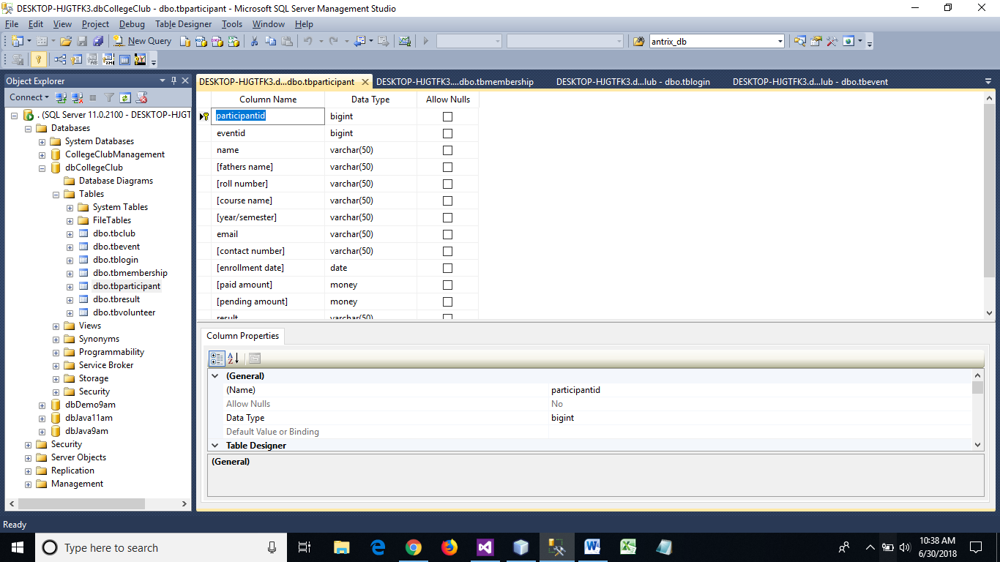 DESKTOP-HJGTFK3.dbCollegeClub - dbo.tbparticipant - Microsoft SQL Server Management Studio
File Edit View Project Debug Table Designer Tools Window Help
New Query antrix_db
Object Explorer
Connect
. (SQL Server 11.0.2100 - DESKTOP-HJGT
Databases
System Databases
CollegeClubManagement
dbCollegeClub
Database Diagrams
Tables
System Tables
FileTables
dbo.tbclub
dbo.tbevent
dbo.tblogin
dbo.tbmembership
dbo.tbparticipant
dbo.tbresult
dbo.tbvolunteer
Views
Synonyms
Programmability
Service Broker
Storage
Security
dbDemo9am
dbJava11am
dbJava9am
Security
Server Objects
Replication
Management
DESKTOP-HJGTFK3.d...dbo.tbparticipant DESKTOP-HJGTFK3....dbo.tbmembership DESKTOP-HJGTFK3.d...lub - dbo.tblogin DESKTOP-HJGTFK3.d...lub - dbo.tbevent
Column Name Data Type Allow Nulls
participantid bigint
eventid bigint
name varchar(50)
[fathers name] varchar(50)
[roll number] varchar(50)
[course name] varchar(50)
[year/semester] varchar(50)
email varchar(50)
[contact number] varchar(50)
[enrollment date] date
[paid amount] money
[pending amount] money
result varchar(50)
Column Properties
(General)
(Name) participantid
Allow Nulls No
Data Type bigint
Default Value or Binding
Table Designer
(General)
Ready
Type here to search
10:38 AM
6/30/2018